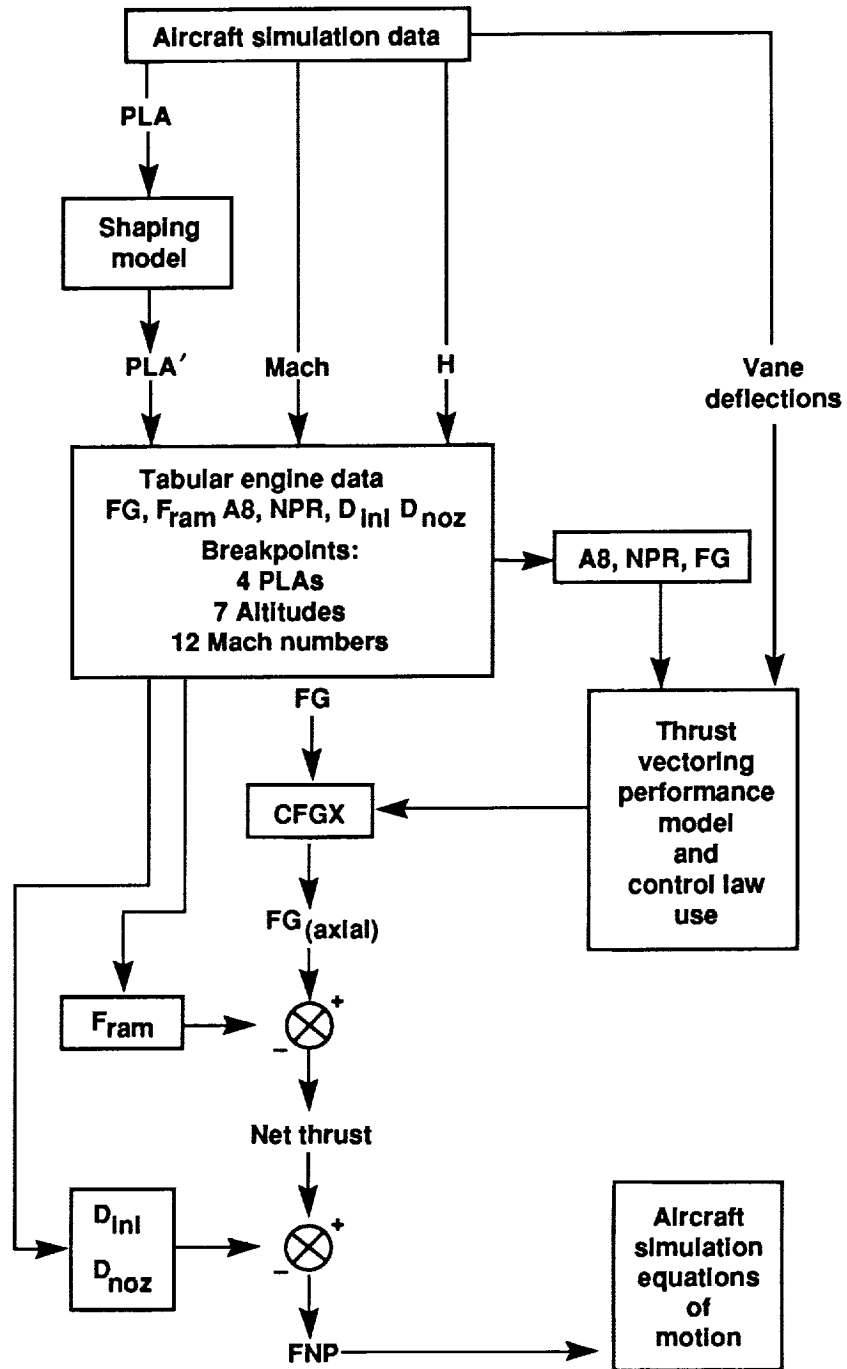 Aircraft simulation data
PLA
Shaping
model
PLA′
Mach
H
Vane
deflections
Tabular engine data
FG, Fram A8, NPR, Dinl Dnoz
Breakpoints:
4 PLAs
7 Altitudes
12 Mach numbers
A8, NPR, FG
FG
Thrust
vectoring
performance
model
and
control law
use
CFGX
FG(axial)
+
Fram
−
Net thrust
+
Dinl
Dnoz
−
Aircraft
simulation
equations
of
motion
FNP